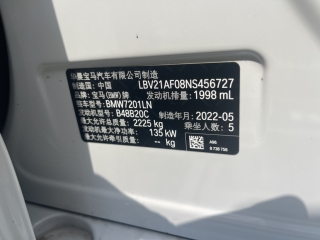 华晨宝马汽车有限公司制造
制造国：中国 LBV21AF08NS456727
品牌：宝马(BMW)牌 发动机排量：1998 mL
整车型号：BMW7201LN
发动机型号：B48B20C 制造年月：2022-05
最大允许总质量：2225 kg 乘坐人数：5
发动机最大净功率：135 kW
最大允许牵引质量：-- kg
A96